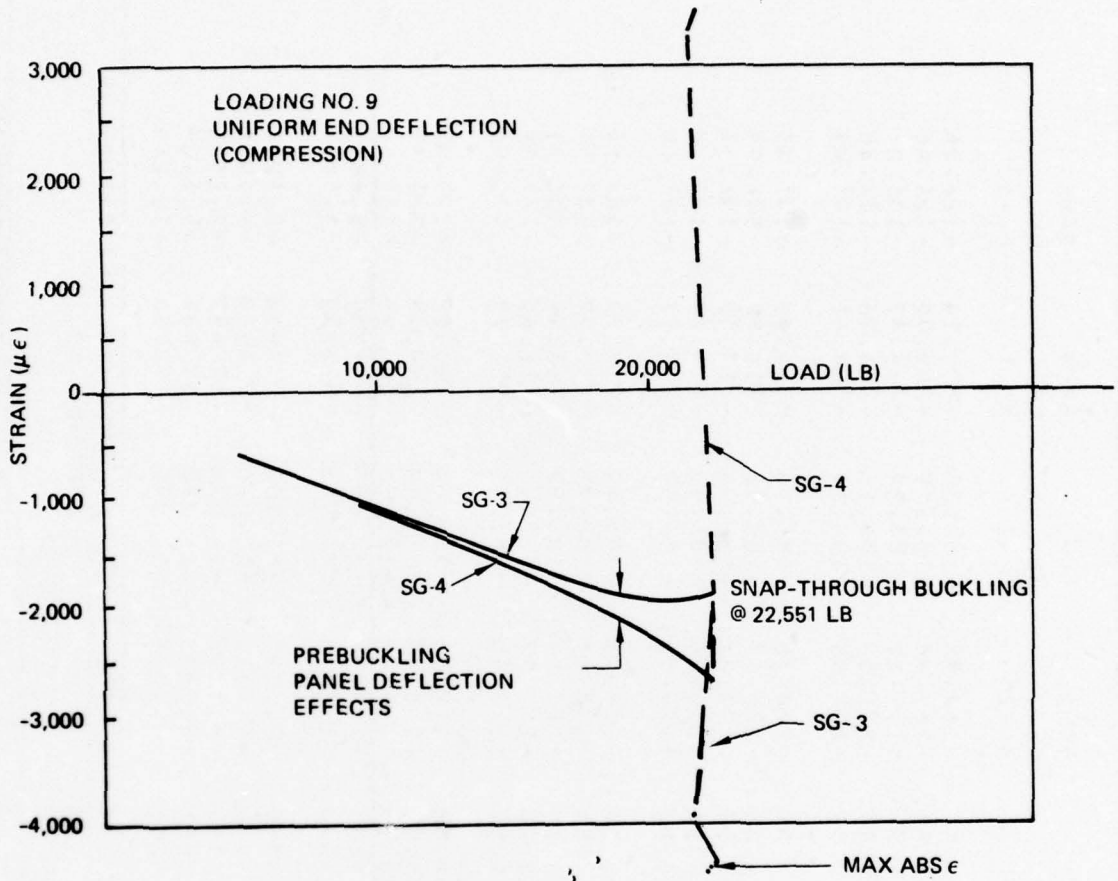 3,000
LOADING NO. 9
UNIFORM END DEFLECTION
(COMPRESSION)
2,000
1,000
10,000
20,000
LOAD (LB)
0
STRAIN (με)
SG-4
-1,000
SG-3
SG-4
SNAP-THROUGH BUCKLING
@ 22,551 LB
-2,000
PREBUCKLING
PANEL DEFLECTION
EFFECTS
-3,000
SG-3
-4,000
MAX ABS ε